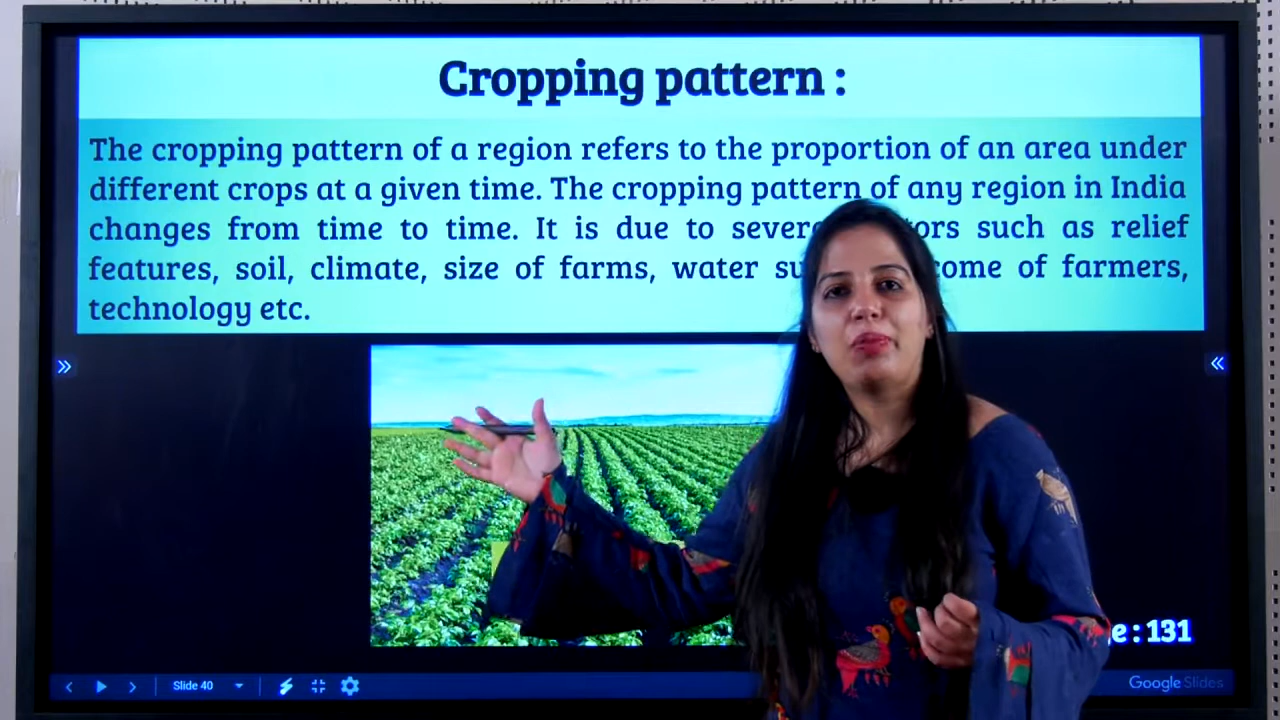 Cropping pattern :
The cropping pattern of a region refers to the proportion of an area under
different crops at a given time. The cropping pattern of any region in India
changes from time to time. It is due to such as relief
features, soil, climate, size of farms, water of farmers,
technology etc.
: 131
Slide 40
Google Slides